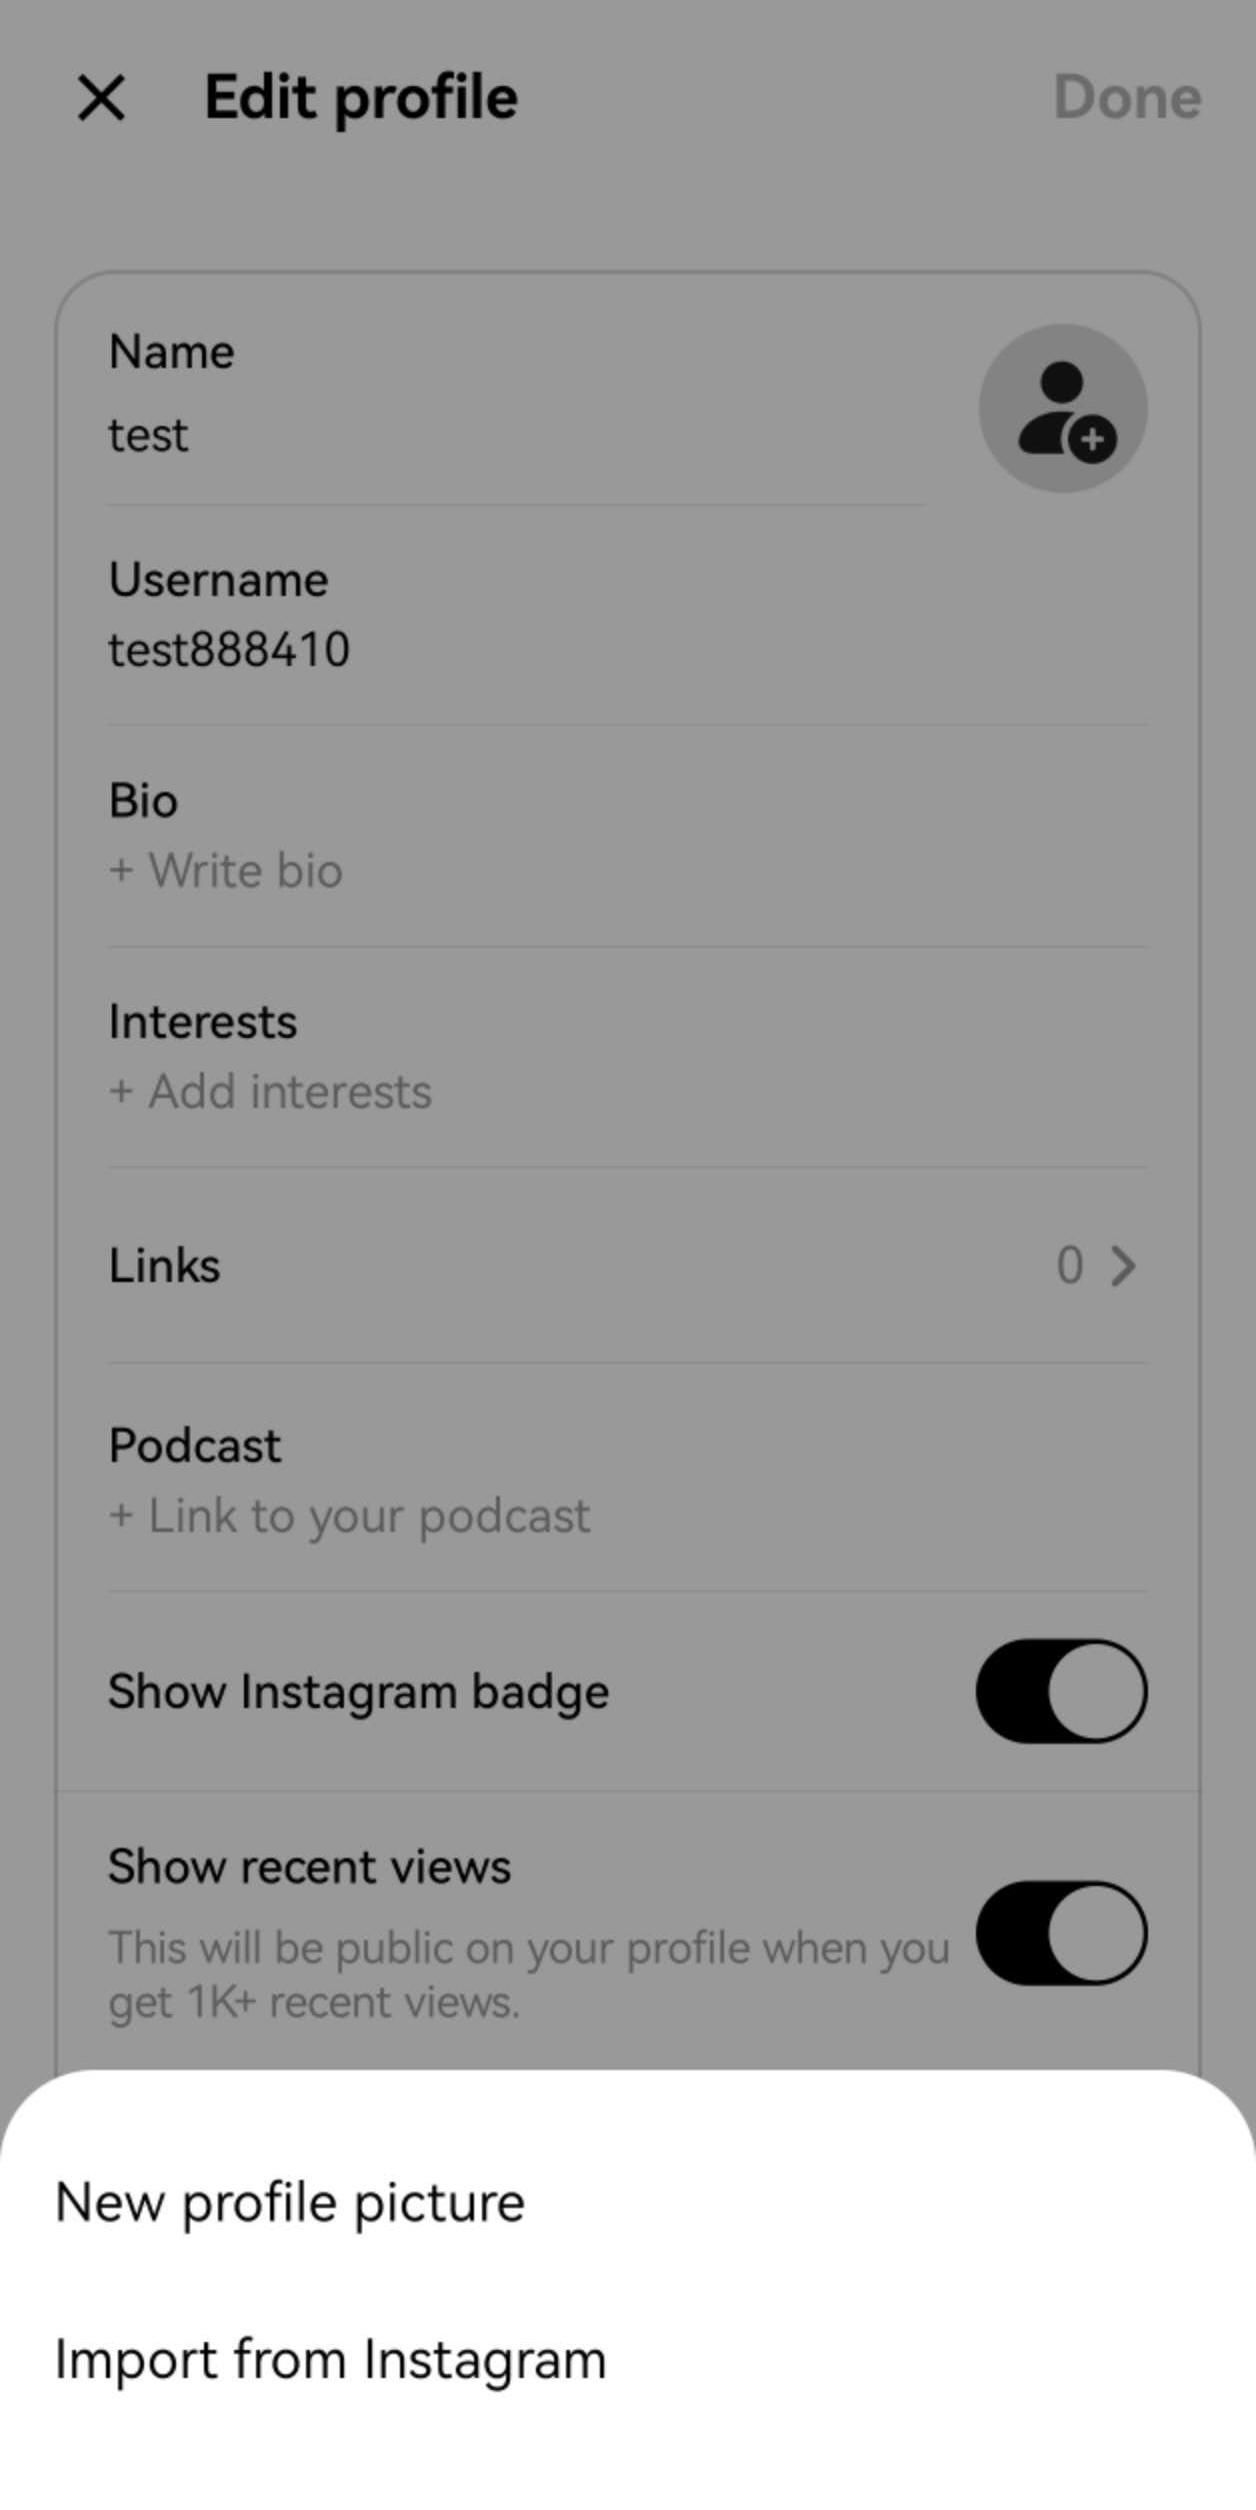 Edit profile
Done
Name
test
Username
test888410
Bio
+ Write bio
Interests
+ Add interests
Links
0
Podcast
+ Link to your podcast
Show Instagram badge
Show recent views
This will be public on your profile when you
get 1K+ recent views.
New profile picture
Import from Instagram